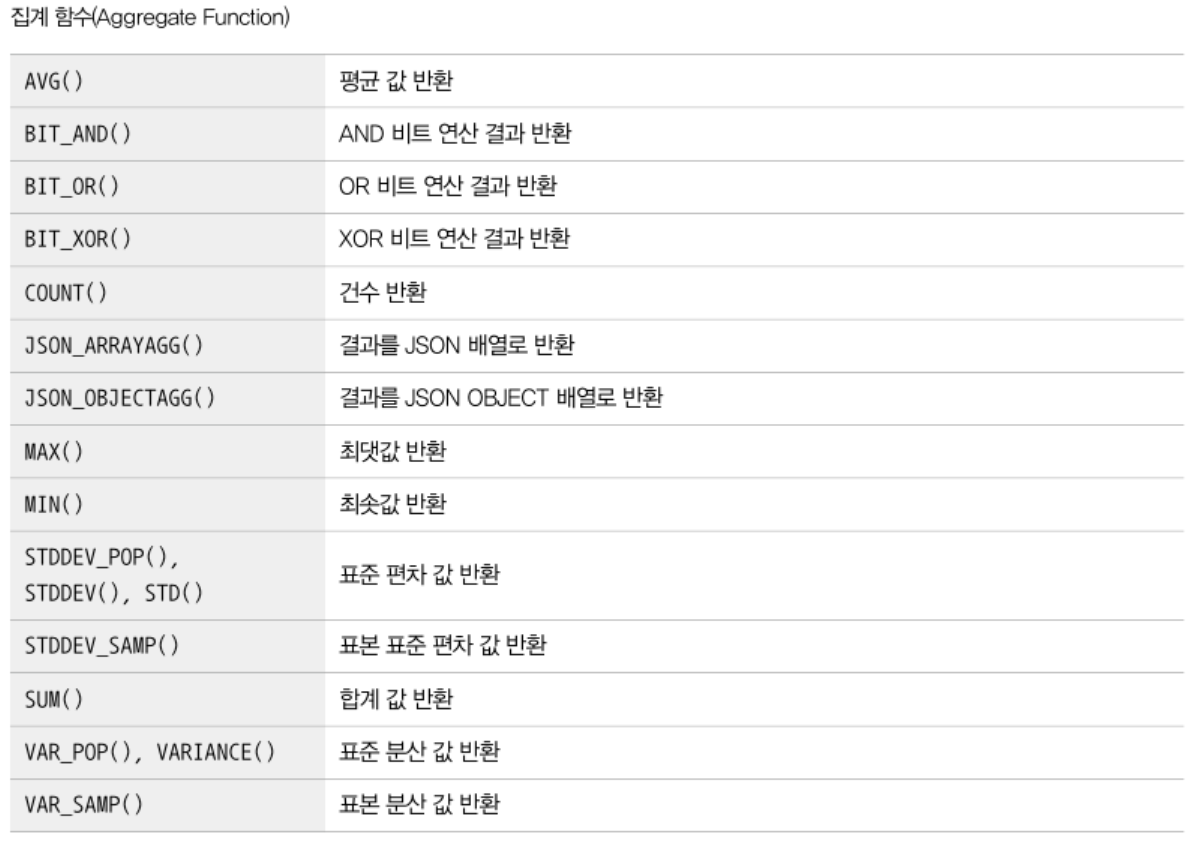 집계 함수(Aggregate Function)
AVG() 평균 값 반환
BIT_AND() AND 비트 연산 결과 반환
BIT_OR() OR 비트 연산 결과 반환
BIT_XOR() XOR 비트 연산 결과 반환
COUNT() 건수 반환
JSON_ARRAYAGG() 결과를 JSON 배열로 반환
JSON_OBJECTAGG() 결과를 JSON OBJECT 배열로 반환
MAX() 최댓값 반환
MIN() 최솟값 반환
STDDEV_POP(),
STDDEV(), STD() 표준 편차 값 반환
STDDEV_SAMP() 표본 표준 편차 값 반환
SUM() 합계 값 반환
VAR_POP(), VARIANCE() 표준 분산 값 반환
VAR_SAMP() 표본 분산 값 반환